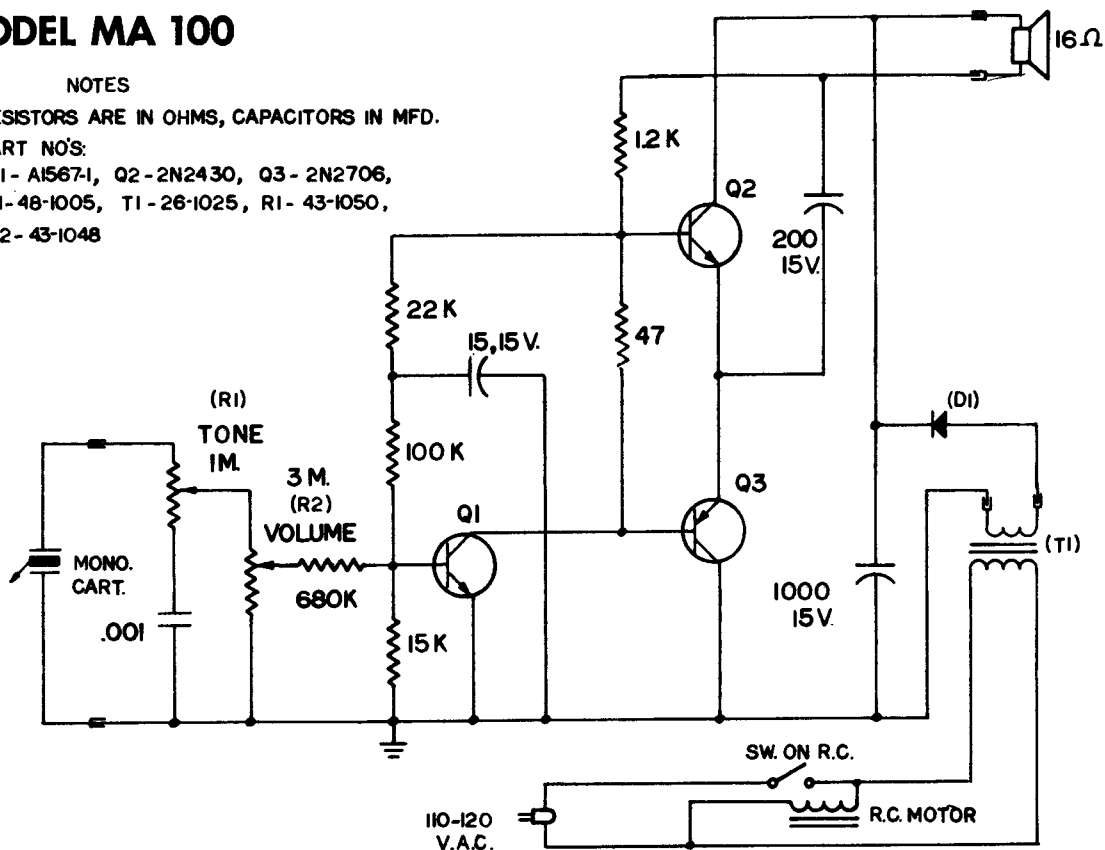 ODEL MA 100
NOTES
ESISTORS ARE IN OHMS, CAPACITORS IN MFD.
ART NO'S:
1 - A1567-1, Q2 - 2N2430, Q3 - 2N2706,
1 - 48-1005, T1 - 26-1025, R1 - 43-1050,
2 - 43-1048
16Ω
1.2 K
Q2
200
15V.
22 K
47
15, 15 V.
(R1)
TONE
1M.
100 K
(D1)
3 M.
(R2)
VOLUME
Q1
Q3
(T1)
MONO.
CART.
680K
1000
15V.
.001
15 K
SW. ON R.C.
110-120
V.A.C.
R.C. MOTOR